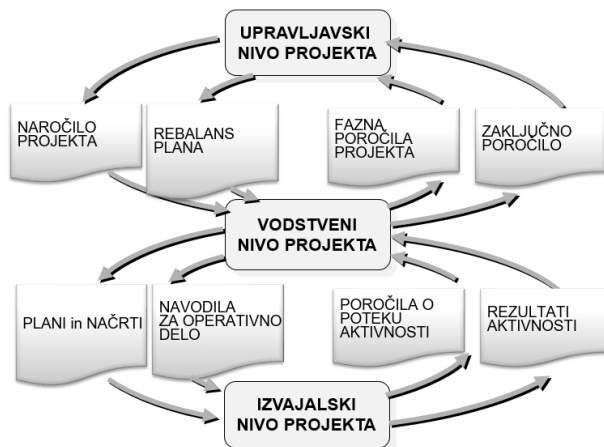 UPRAVLJAVSKI
NIVO PROJEKTA
NAROČILO
PROJEKTA
REBALANS
PLANA
FAZNA
POROČILA
PROJEKTA
ZAKLJUČNO
POROČILO
VODSTVENI
NIVO PROJEKTA
PLANI in NAČRTI
NAVODILA
ZA OPERATIVNO
DELO
POROČILA O
POTEKU
AKTIVNOSTI
REZULTATI
AKTIVNOSTI
IZVAJALSKI
NIVO PROJEKTA